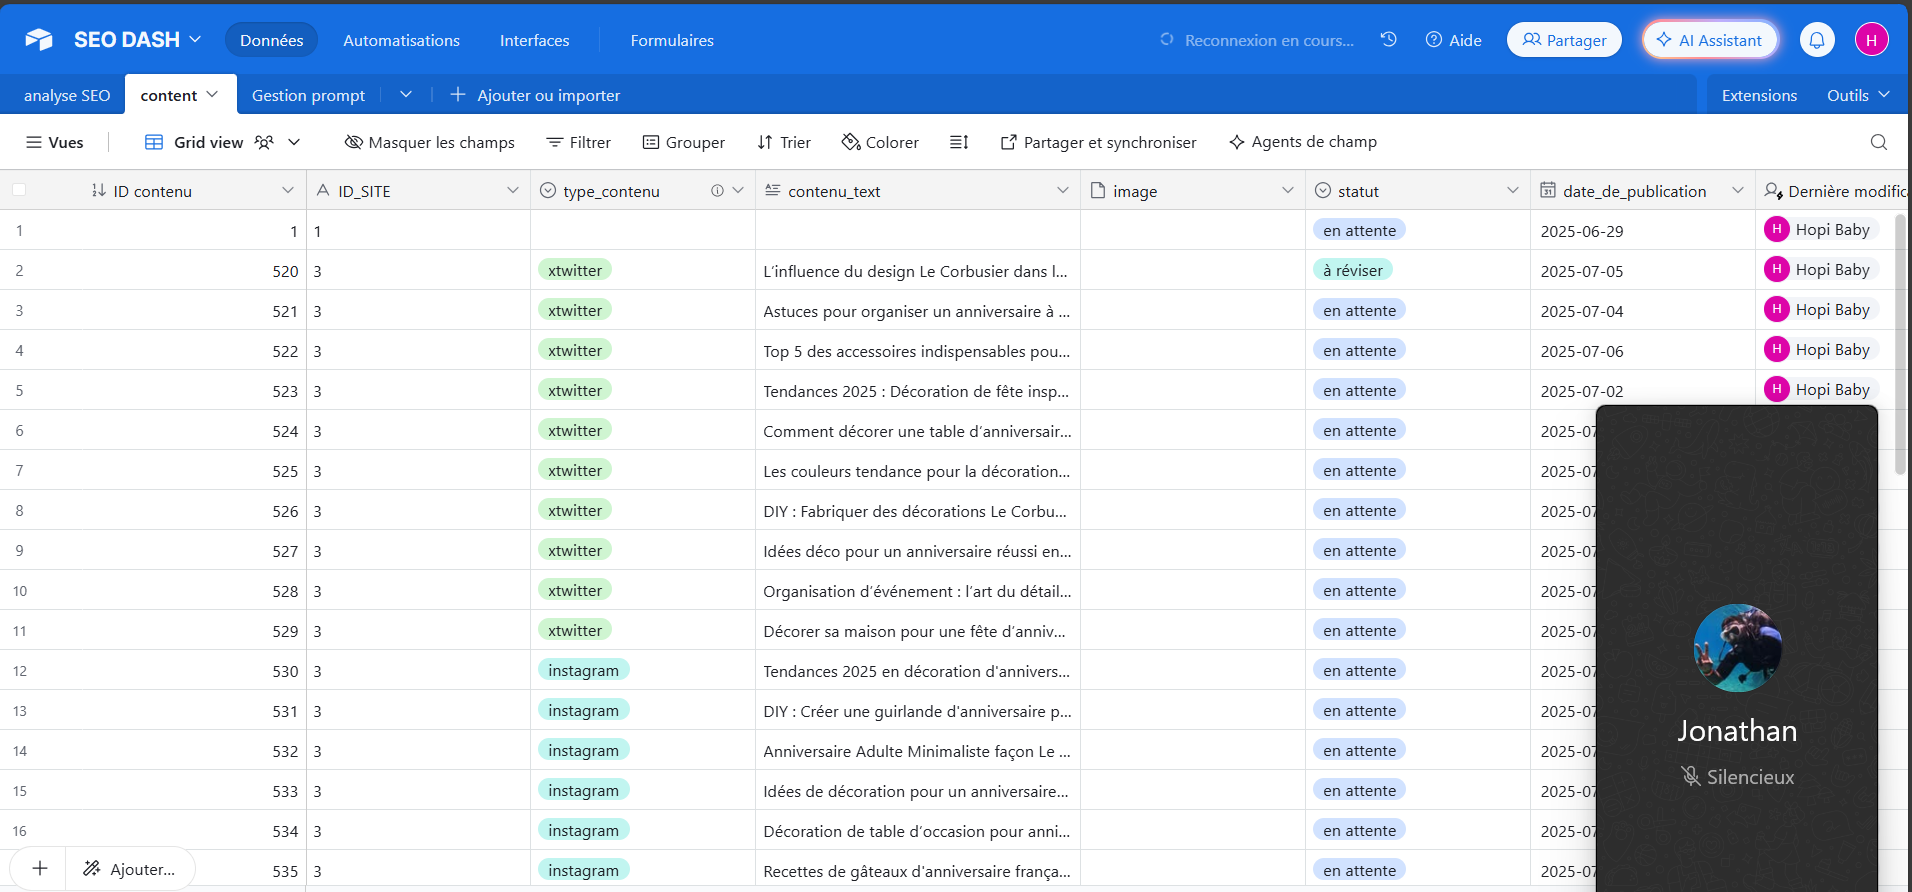 SEO DASH Données Automatisations Interfaces Formulaires Reconnexion en cours... Aide Partager AI Assistant H
analyse SEO content Gestion prompt Ajouter ou importer Extensions Outils
Vues Grid view Masquer les champs Filtrer Grouper Trier Colorer Partager et synchroniser Agents de champ
ID contenu ID_SITE type_contenu contenu_text image statut date_de_publication Dernière modific
1 1 1 en attente 2025-06-29 H Hopi Baby
2 520 3 xtwitter L’influence du design Le Corbusier dans l... à réviser 2025-07-05 H Hopi Baby
3 521 3 xtwitter Astuces pour organiser un anniversaire à ... en attente 2025-07-04 H Hopi Baby
4 522 3 xtwitter Top 5 des accessoires indispensables pou... en attente 2025-07-06 H Hopi Baby
5 523 3 xtwitter Tendances 2025 : Décoration de fête insp... en attente 2025-07-02 H Hopi Baby
6 524 3 xtwitter Comment décorer une table d’anniversair... en attente 2025-07
7 525 3 xtwitter Les couleurs tendance pour la décoration... en attente 2025-07
8 526 3 xtwitter DIY : Fabriquer des décorations Le Corbu... en attente 2025-07
9 527 3 xtwitter Idées déco pour un anniversaire réussi en... en attente 2025-07
10 528 3 xtwitter Organisation d’événement : l’art du détail... en attente 2025-07
11 529 3 xtwitter Décorer sa maison pour une fête d’anniv... en attente 2025-07
12 530 3 instagram Tendances 2025 en décoration d'annivers... en attente 2025-07
13 531 3 instagram DIY : Créer une guirlande d'anniversaire p... en attente 2025-07
14 532 3 instagram Anniversaire Adulte Minimaliste façon Le ... en attente 2025-07
15 533 3 instagram Idées de décoration pour un anniversaire... en attente 2025-07
16 534 3 instagram Décoration de table d’occasion pour anni... en attente 2025-07
535 3 instagram Recettes de gâteaux d'anniversaire frança... en attente 2025-07
Ajouter...
Jonathan
Silencieux